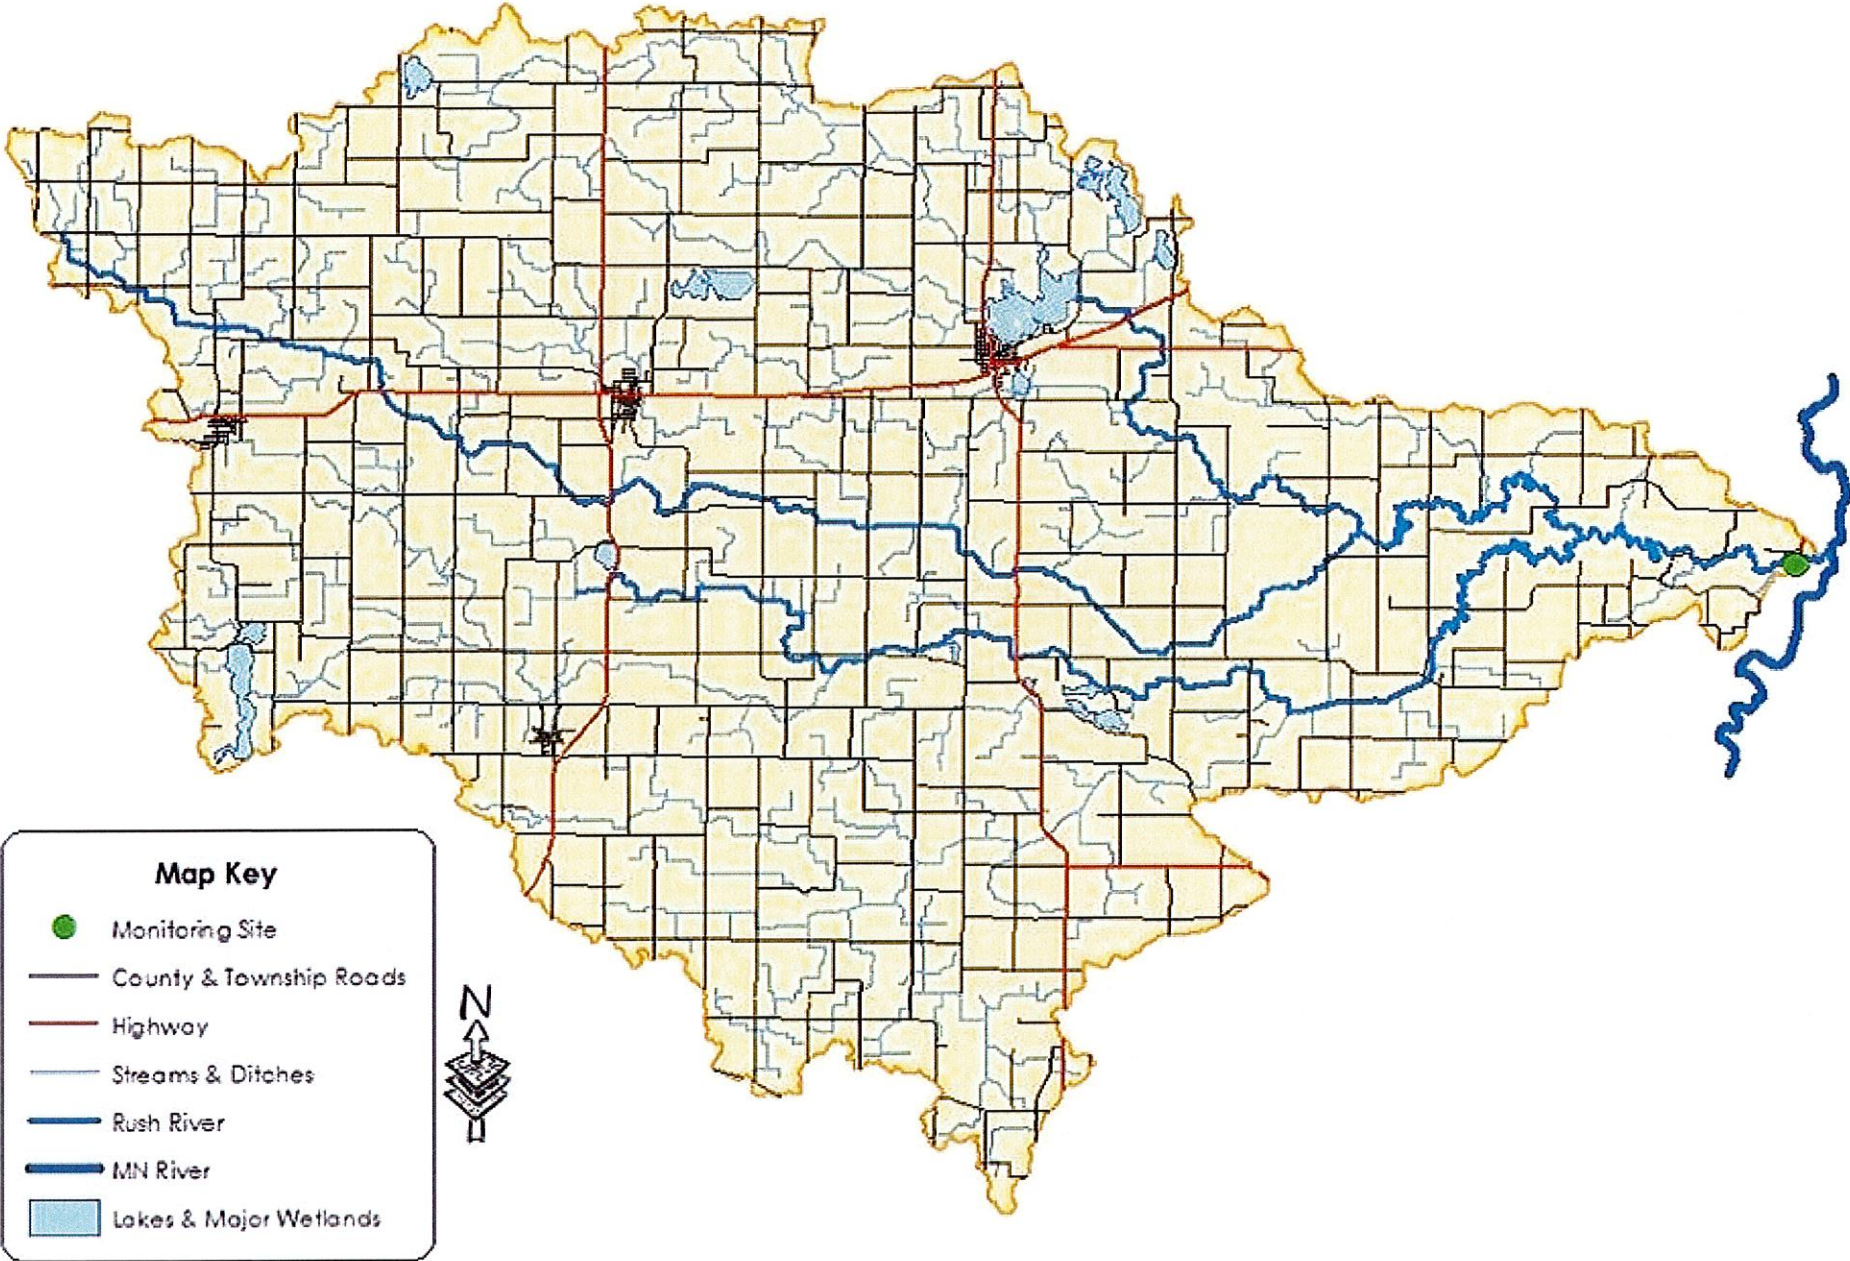 Map Key
Monitoring Site
County & Township Roads
Highway
Streams & Ditches
Rush River
MN River
Lakes & Major Wetlands
N